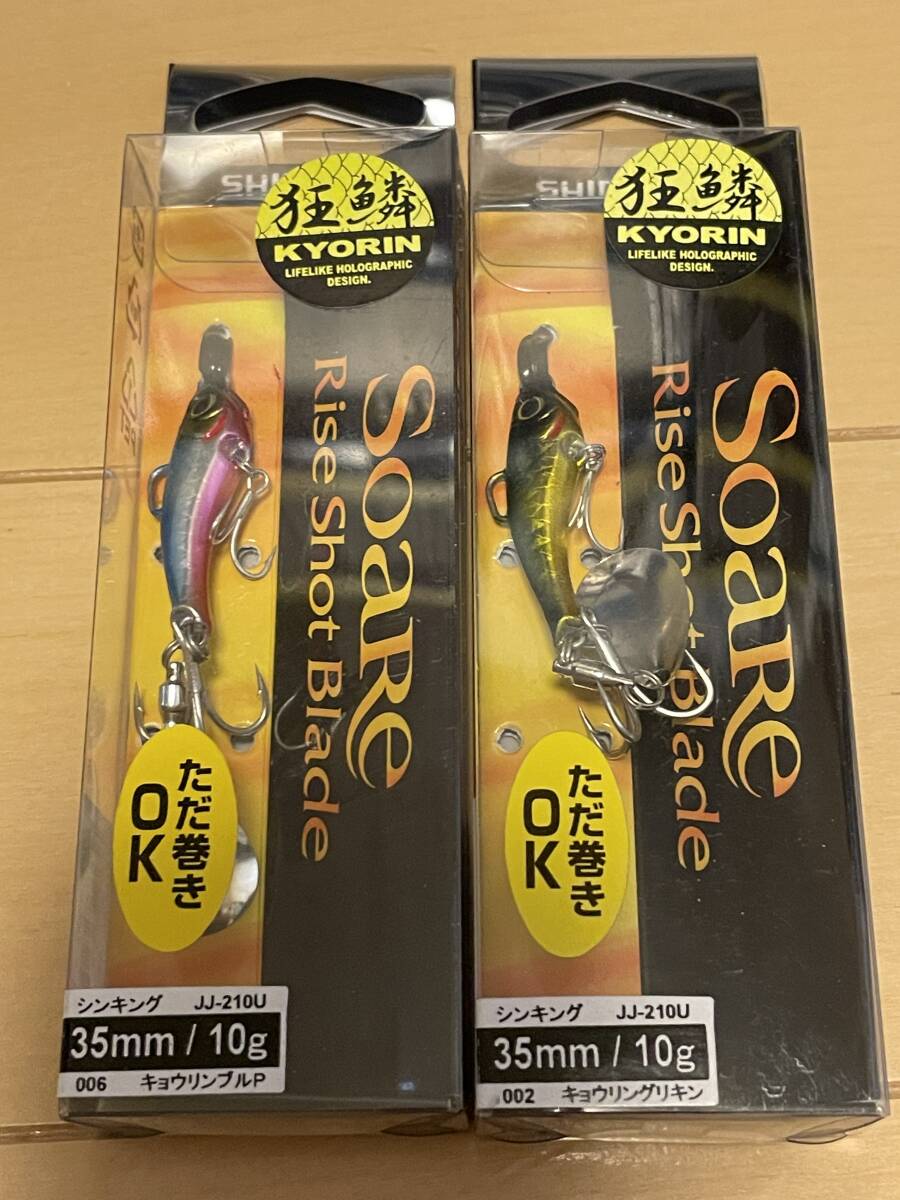 狂鱗
KYORIN
LIFELIKE HOLOGRAPHIC
DESIGN.
SOARE
Rise Shot Blade
ただ巻き
OK
シンキング JJ-210U
35mm / 10g
006 キョウリンブルP
狂鱗
KYORIN
LIFELIKE HOLOGRAPHIC
DESIGN.
SOARE
Rise Shot Blade
ただ巻き
OK
シンキング JJ-210U
35mm / 10g
002 キョウリングリキン